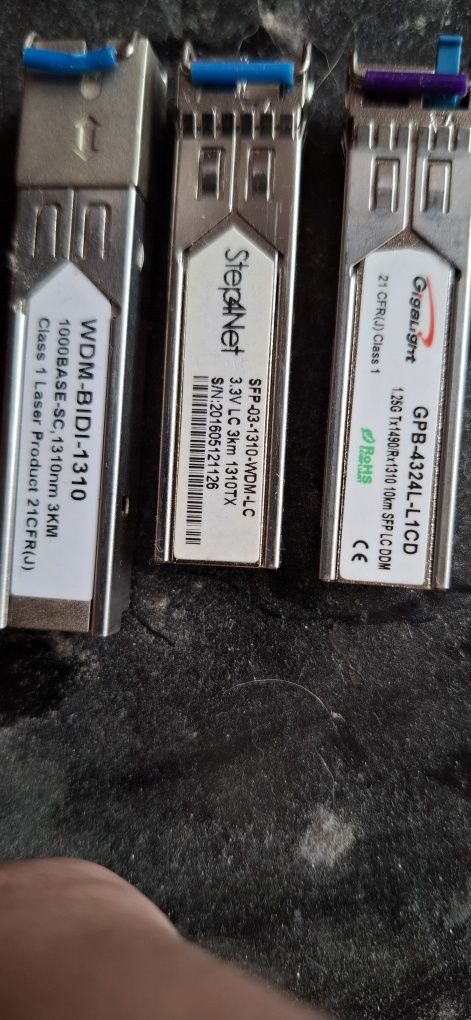 WDM-BIDI-1310
1000BASE-SC,1310nm 3KM
Class 1 Laser Product 21CFR(J)
Step4Net
SFP-03-1310-WDM-LC
3.3V LC 3km 1310TX
S/N:201605121126
GigaLight
21 CFR(J) Class 1
GPB-4324L-L1CD
1.25G Tx1490/Rx1310 10km SFP LC DDM
RoHS
CE